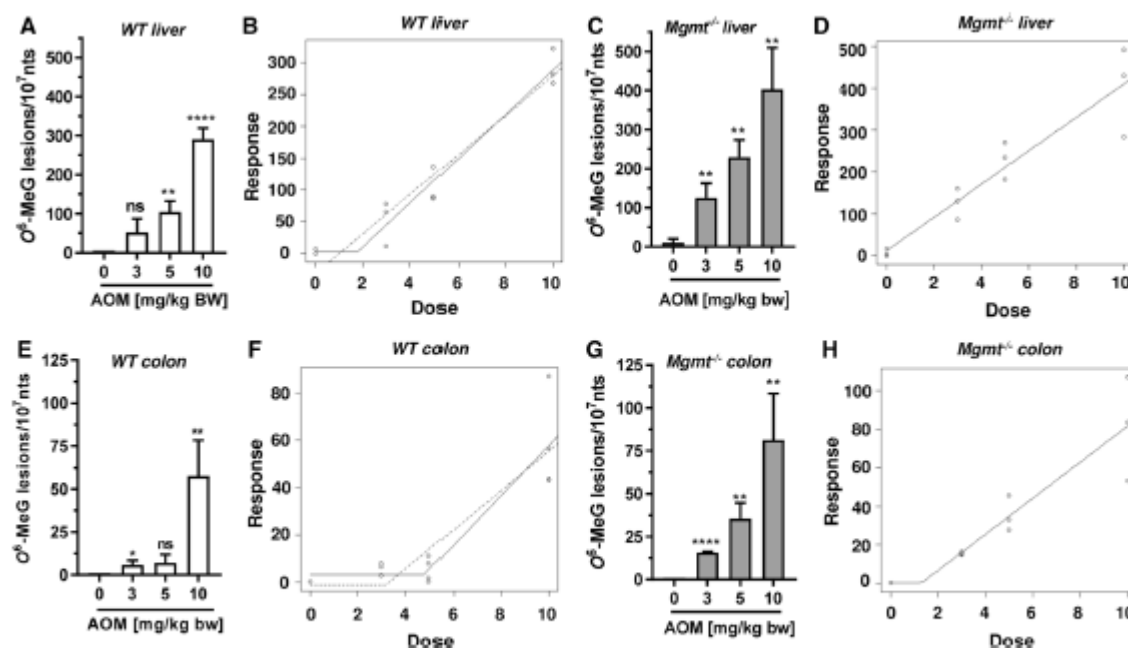 A
WT liver
O⁶-MeG lesions/10⁷nts
500
400
300
200
100
0
ns
**
****
0 3 5 10
AOM [mg/kg BW]
B
WT liver
Response
300
250
200
150
100
50
0
0 2 4 6 8 10
Dose
C
Mgmt⁻/⁻ liver
O⁶-MeG lesions/10⁷nts
500
400
300
200
100
0
**
**
**
0 3 5 10
AOM [mg/kg bw]
D
Mgmt⁻/⁻ liver
Response
500
400
300
200
100
0
0 2 4 6 8 10
Dose
E
WT colon
O⁶-MeG lesions/10⁷nts
125
100
75
50
25
0
*
ns
**
0 3 5 10
AOM [mg/kg bw]
F
WT colon
Response
80
60
40
20
0
0 2 4 6 8 10
Dose
G
Mgmt⁻/⁻ colon
O⁶-MeG lesions/10⁷nts
125
100
75
50
25
0
****
**
**
0 3 5 10
AOM [mg/kg bw]
H
Mgmt⁻/⁻ colon
Response
100
80
60
40
20
0
0 2 4 6 8 10
Dose